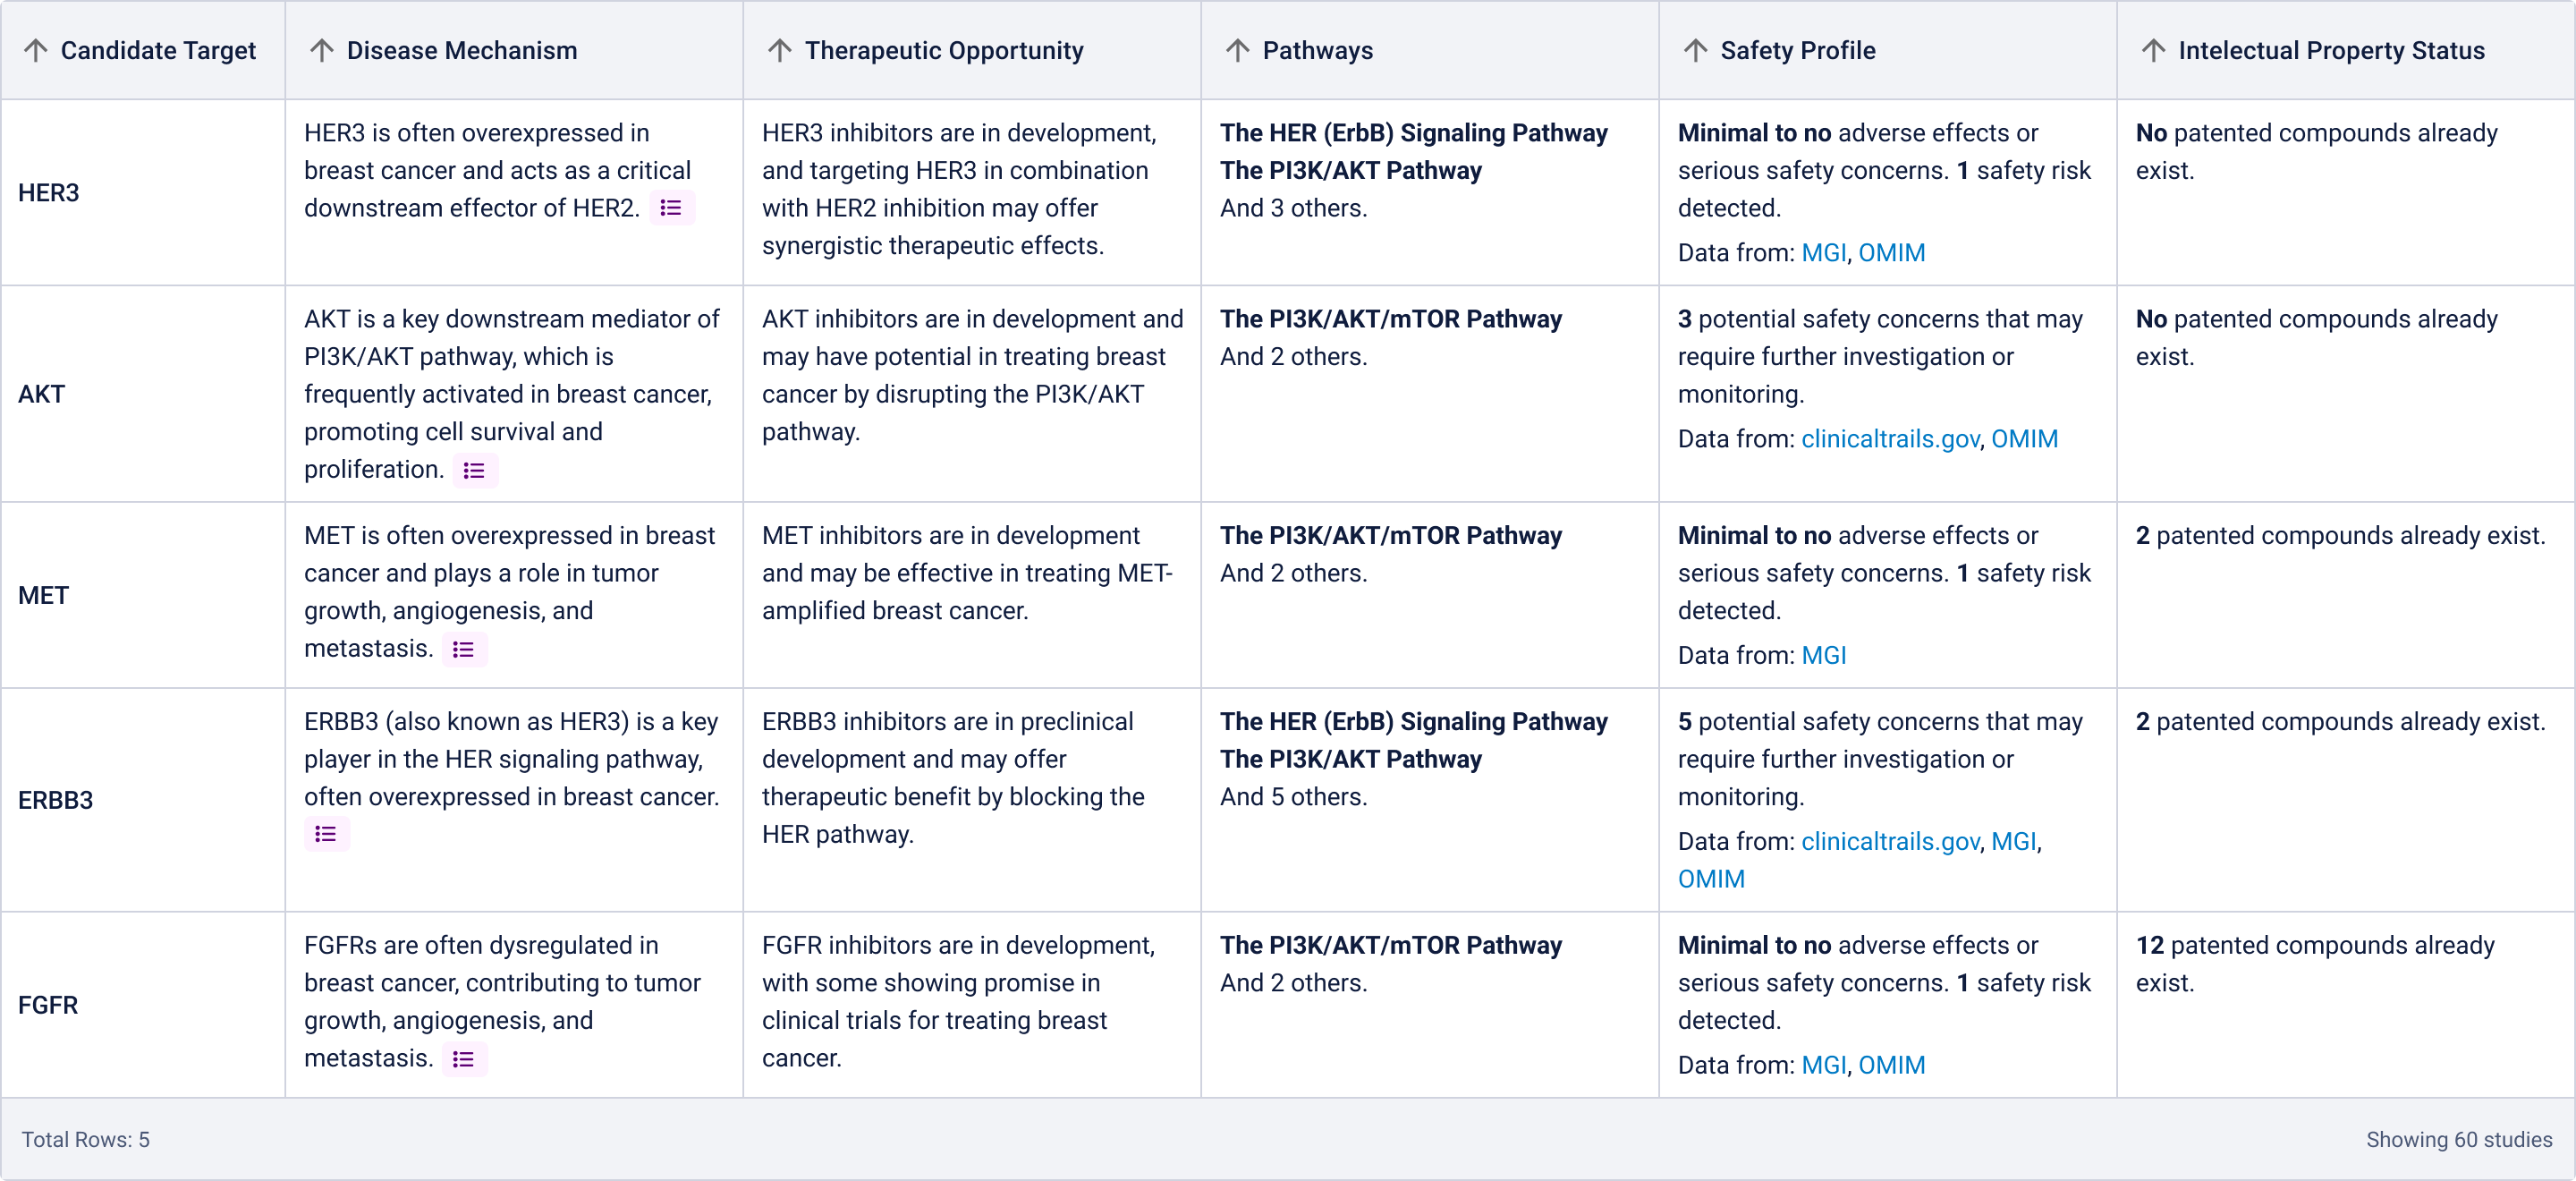 Candidate Target
Disease Mechanism
Therapeutic Opportunity
Pathways
Safety Profile
Intelectual Property Status
HER3
HER3 is often overexpressed in
breast cancer and acts as a critical
downstream effector of HER2.
HER3 inhibitors are in development,
and targeting HER3 in combination
with HER2 inhibition may offer
synergistic therapeutic effects.
The HER (ErbB) Signaling Pathway
The PI3K/AKT Pathway
And 3 others.
Minimal to no adverse effects or
serious safety concerns. 1 safety risk
detected.
Data from: MGI, OMIM
No patented compounds already
exist.
AKT
AKT is a key downstream mediator of
PI3K/AKT pathway, which is
frequently activated in breast cancer,
promoting cell survival and
proliferation.
AKT inhibitors are in development and
may have potential in treating breast
cancer by disrupting the PI3K/AKT
pathway.
The PI3K/AKT/mTOR Pathway
And 2 others.
3 potential safety concerns that may
require further investigation or
monitoring.
Data from: clinicaltrails.gov, OMIM
No patented compounds already
exist.
MET
MET is often overexpressed in breast
cancer and plays a role in tumor
growth, angiogenesis, and
metastasis.
MET inhibitors are in development
and may be effective in treating MET-
amplified breast cancer.
The PI3K/AKT/mTOR Pathway
And 2 others.
Minimal to no adverse effects or
serious safety concerns. 1 safety risk
detected.
Data from: MGI
2 patented compounds already exist.
ERBB3
ERBB3 (also known as HER3) is a key
player in the HER signaling pathway,
often overexpressed in breast cancer.
ERBB3 inhibitors are in preclinical
development and may offer
therapeutic benefit by blocking the
HER pathway.
The HER (ErbB) Signaling Pathway
The PI3K/AKT Pathway
And 5 others.
5 potential safety concerns that may
require further investigation or
monitoring.
Data from: clinicaltrails.gov, MGI,
OMIM
2 patented compounds already exist.
FGFR
FGFRs are often dysregulated in
breast cancer, contributing to tumor
growth, angiogenesis, and
metastasis.
FGFR inhibitors are in development,
with some showing promise in
clinical trials for treating breast
cancer.
The PI3K/AKT/mTOR Pathway
And 2 others.
Minimal to no adverse effects or
serious safety concerns. 1 safety risk
detected.
Data from: MGI, OMIM
12 patented compounds already
exist.
Total Rows: 5
Showing 60 studies